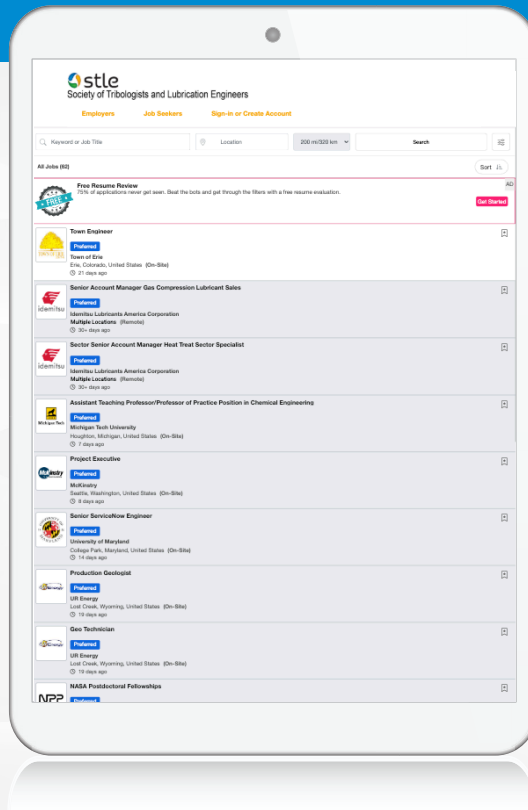 stle
Society of Tribologists and Lubrication Engineers
Employers Job Seekers Sign-in or Create Account
Keyword or Job Title Location 200 mi/320 km Search
All Jobs (62) Sort
AD
Free Resume Review
75% of applications never get seen. Beat the bots and get through the filters with a free resume evaluation.
FREE
Get Started
Town Engineer
Preferred
Town of Erie
Erie, Colorado, United States (On-Site)
21 days ago
Senior Account Manager Gas Compression Lubricant Sales
idemitsu
Preferred
Idemitsu Lubricants America Corporation
Multiple Locations (Remote)
30+ days ago
Sector Senior Account Manager Heat Treat Sector Specialist
idemitsu
Preferred
Idemitsu Lubricants America Corporation
Multiple Locations (Remote)
30+ days ago
Assistant Teaching Professor/Professor of Practice Position in Chemical Engineering
Michigan Tech
Preferred
Michigan Tech University
Houghton, Michigan, United States (On-Site)
7 days ago
Project Executive
McKinstry
Preferred
McKinstry
Seattle, Washington, United States (On-Site)
8 days ago
Senior ServiceNow Engineer
Preferred
University of Maryland
College Park, Maryland, United States (On-Site)
14 days ago
Production Geologist
Preferred
UR Energy
Lost Creek, Wyoming, United States (On-Site)
19 days ago
Geo Technician
Preferred
UR Energy
Lost Creek, Wyoming, United States (On-Site)
19 days ago
NASA Postdoctoral Fellowships
NPP
Preferred